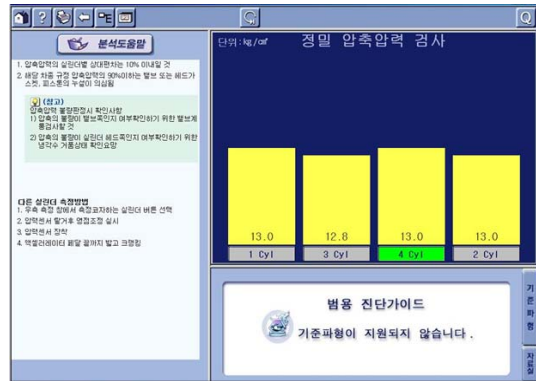 분석도움말
1. 압축압력의 실린더별 상대편차는 10% 이내일 것
2. 해당 차종 규정 압축압력의 90%이하는 밸브 또는 헤드가
스켓, 피스톤의 누설이 의심됨
(참고)
압축압력 불량판정시 확인사항
1) 압축의 불량이 밸브쪽인지 여부확인하기 위한 밸브계
통검사할 것
2) 압축의 불량이 실린더 헤드쪽인지 여부확인하기 위한
냉각수 거품상태 확인요망
다른 실린더 측정방법
1. 우측 측정 창에서 측정코자하는 실린더 버튼 선택
2. 압력센서 탈거후 영점조정 실시
3. 압력센서 장착
4. 액셀러레이터 페달 끝까지 밟고 크랭킹
단위:㎏/㎠
정밀 압축압력 검사
13.0
12.8
13.0
13.0
1 Cyl
3 Cyl
4 Cyl
2 Cyl
범용 진단가이드
기준파형이 지원되지 않습니다.
기준파형
자료실